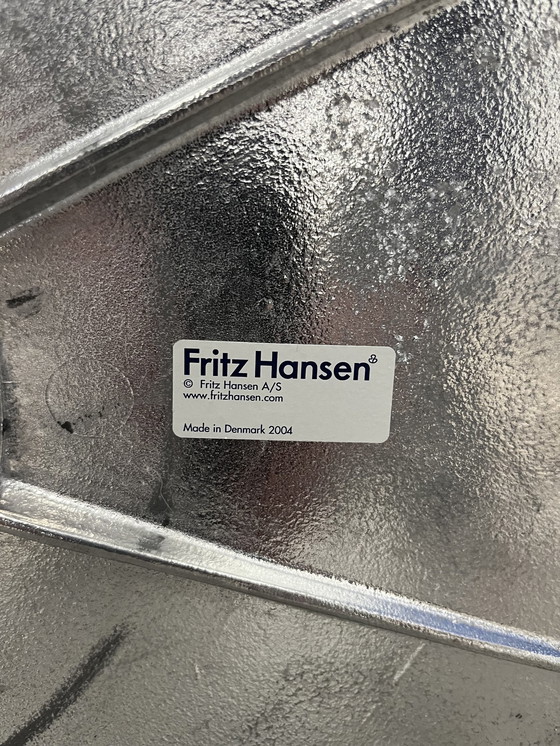 Fritz Hansen
© Fritz Hansen A/S
www.fritzhansen.com
Made in Denmark 2004